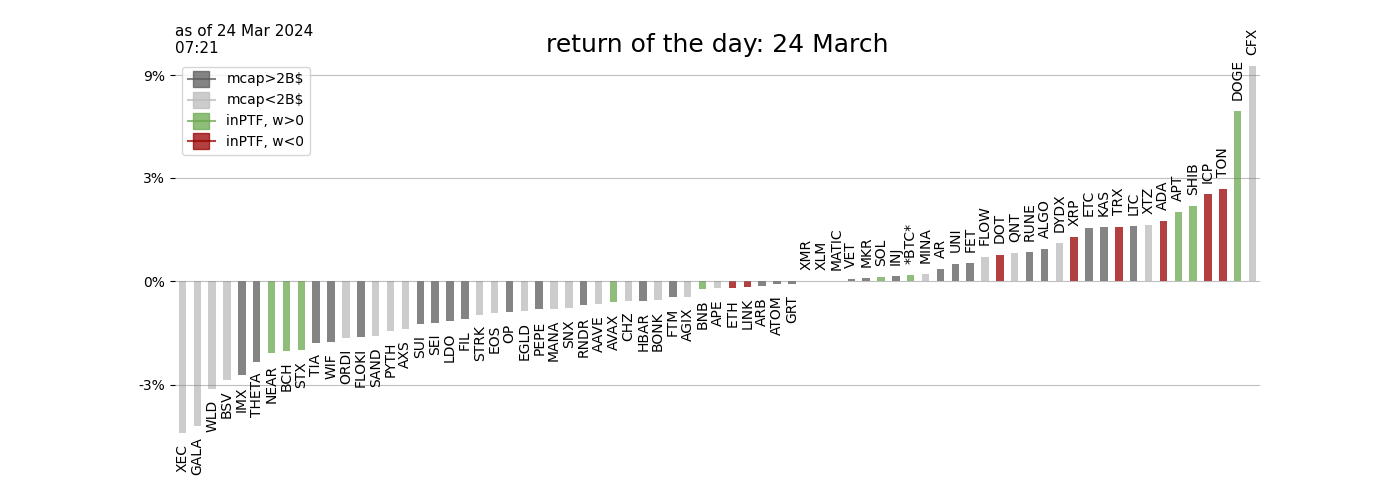 as of 24 Mar 2024
07:21
return of the day: 24 March
mcap>2B$
mcap<2B$
inPTF, w>0
inPTF, w<0
9%
3%
0%
-3%
XEC
GALA
WLD
BSV
IMX
THETA
NEAR
BCH
STX
TIA
WIF
ORDI
FLOKI
SAND
PYTH
AXS
SUI
SEI
LDO
FIL
STRK
EOS
OP
EGLD
PEPE
MANA
SNX
RNDR
AAVE
AVAX
CHZ
HBAR
BONK
FTM
AGIX
BNB
APE
ETH
LINK
ARB
ATOM
GRT
XMR
XLM
MATIC
VET
MKR
SOL
INJ
*BTC*
MINA
AR
UNI
FET
FLOW
DOT
QNT
RUNE
ALGO
DYDX
XRP
ETC
KAS
TRX
LTC
XTZ
ADA
APT
SHIB
ICP
TON
DOGE
CFX